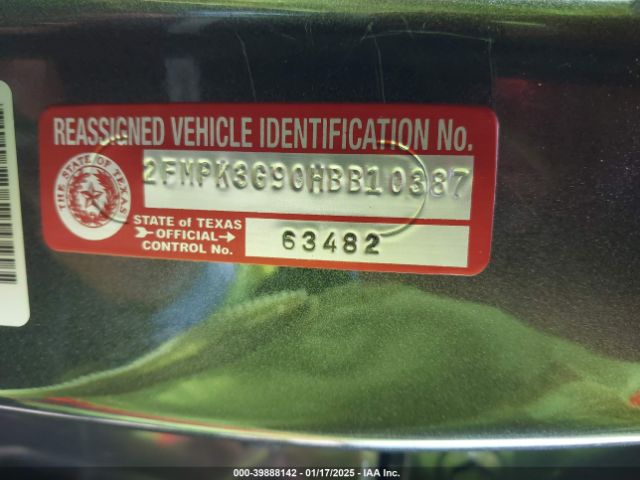 REASSIGNED VEHICLE IDENTIFICATION No.
THE STATE OF TEXAS
2FMPK3G90HBB10387
STATE of TEXAS
OFFICIAL
CONTROL No.
63482
000-39888142 - 01/17/2025 - IAA Inc.